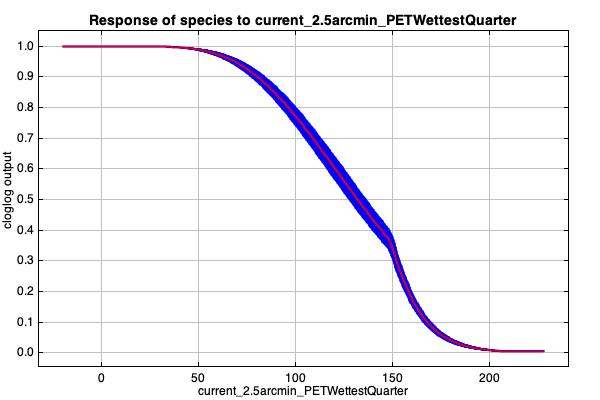 Response of species to current_2.5arcmin_PETWettestQuarter
1.0
0.9
0.8
0.7
0.6
0.5
0.4
0.3
0.2
0.1
0.0
cloglog output
0 50 100 150 200
current_2.5arcmin_PETWettestQuarter